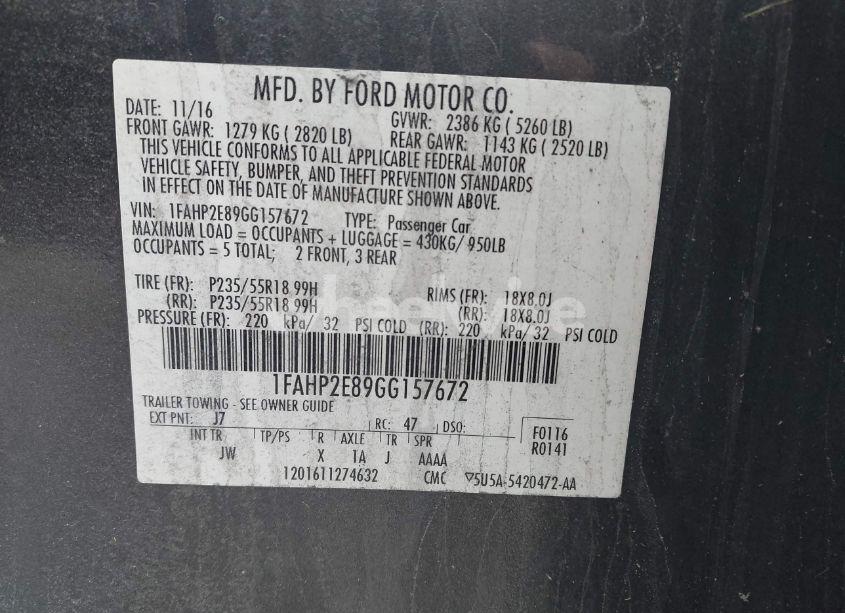 MFD. BY FORD MOTOR CO.
DATE: 11/16 GVWR: 2386 KG ( 5260 LB)
FRONT GAWR: 1279 KG ( 2820 LB) REAR GAWR: 1143 KG ( 2520 LB)
THIS VEHICLE CONFORMS TO ALL APPLICABLE FEDERAL MOTOR
VEHICLE SAFETY, BUMPER, AND THEFT PREVENTION STANDARDS
IN EFFECT ON THE DATE OF MANUFACTURE SHOWN ABOVE.
VIN: 1FAHP2E89GG157672 TYPE: Passenger Car
MAXIMUM LOAD = OCCUPANTS + LUGGAGE = 430KG/ 950LB
OCCUPANTS = 5 TOTAL; 2 FRONT, 3 REAR
TIRE (FR): P235/55R18 99H RIMS (FR): 18X8.0J
(RR): P235/55R18 99H (RR): 18X8.0J
PRESSURE (FR): 220 kPa/ 32 PSI COLD (RR): 220 kPa/ 32 PSI COLD
1FAHP2E89GG157672
TRAILER TOWING - SEE OWNER GUIDE
EXT PNT: J7 RC: 47 DSO: F0116
R0141
INT TR TP/PS R AXLE TR SPR
JW X TA J AAAA
1201611274632 CMC ▽5U5A-5420472-AA